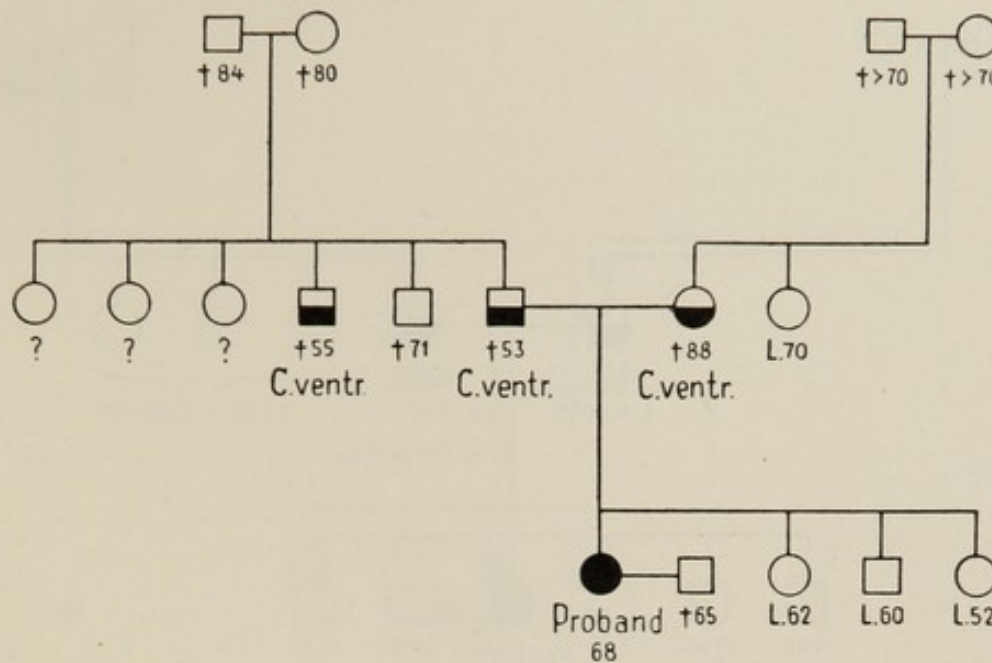 †84 †80 †>70 †>70
? ? ? †55 †71 †53 †88 L.70
C.ventr. C.ventr. C.ventr.
Proband †65 L.62 L.60 L.52
68